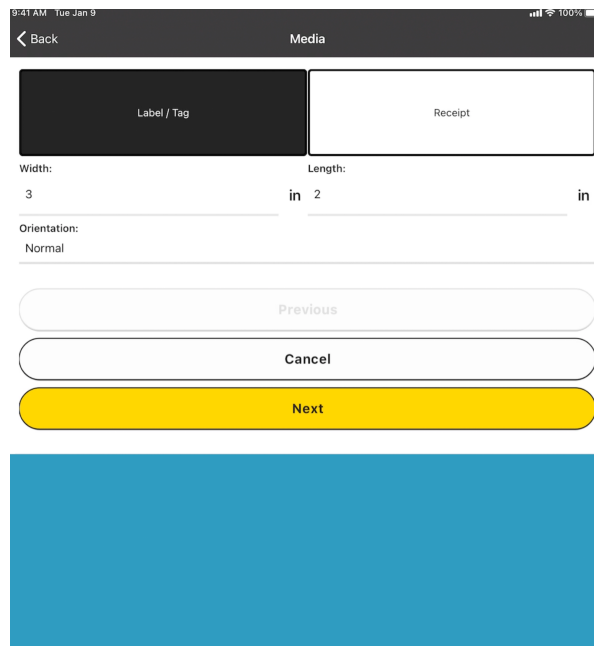 9:41 AM Tue Jan 9 100%
Back Media
Label / Tag Receipt
Width: Length:
3 in 2 in
Orientation:
Normal
Previous
Cancel
Next